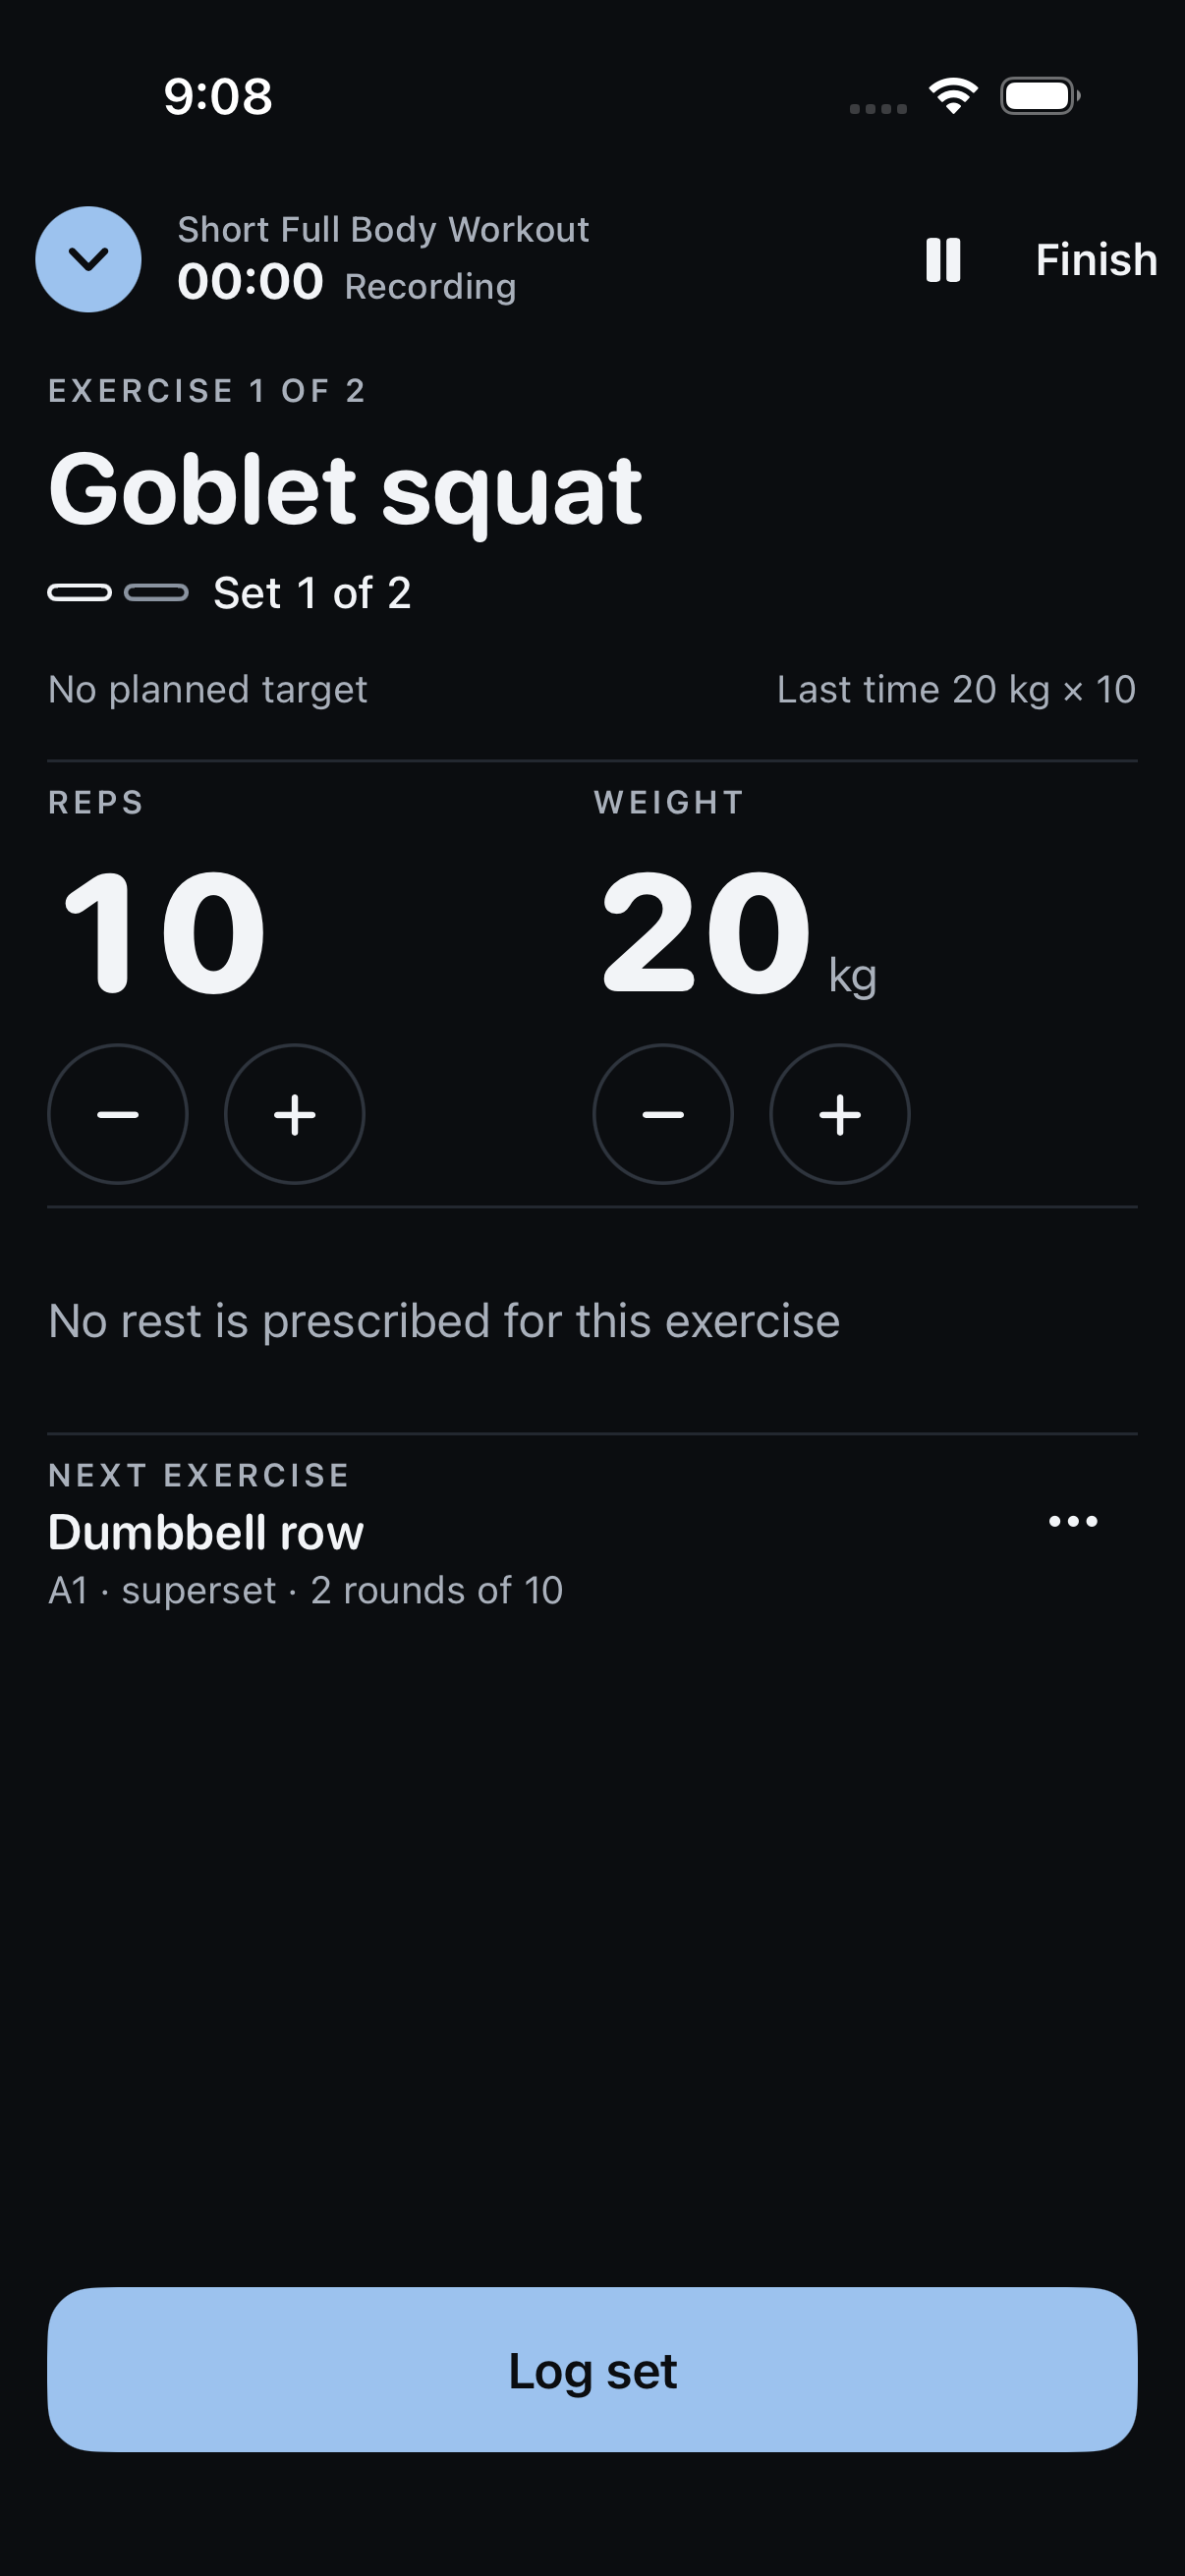 9:08
Short Full Body Workout
00:00 Recording
Finish
EXERCISE 1 OF 2
Goblet squat
Set 1 of 2
No planned target
Last time 20 kg × 10
REPS
WEIGHT
10
20 kg
No rest is prescribed for this exercise
NEXT EXERCISE
Dumbbell row
A1 · superset · 2 rounds of 10
Log set